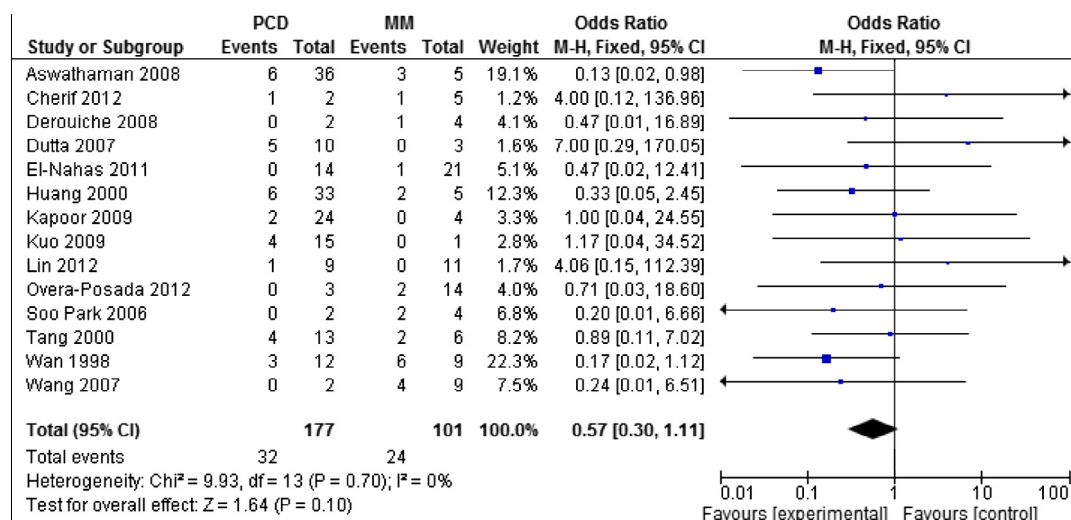 PCD MM Odds Ratio Odds Ratio
Study or Subgroup Events Total Events Total Weight M-H, Fixed, 95% CI M-H, Fixed, 95% CI
Aswathaman 2008 6 36 3 5 19.1% 0.13 [0.02, 0.98]
Cherif 2012 1 2 1 5 1.2% 4.00 [0.12, 136.96]
Derouiche 2008 0 2 1 4 4.1% 0.47 [0.01, 16.89]
Dutta 2007 5 10 0 3 1.6% 7.00 [0.29, 170.05]
El-Nahas 2011 0 14 1 21 5.1% 0.47 [0.02, 12.41]
Huang 2000 6 33 2 5 12.3% 0.33 [0.05, 2.45]
Kapoor 2009 2 24 0 4 3.3% 1.00 [0.04, 24.55]
Kuo 2009 4 15 0 1 2.8% 1.17 [0.04, 34.52]
Lin 2012 1 9 0 11 1.7% 4.06 [0.15, 112.39]
Overa-Posada 2012 0 3 2 14 4.0% 0.71 [0.03, 18.60]
Soo Park 2006 0 2 2 4 6.8% 0.20 [0.01, 6.66]
Tang 2000 4 13 2 6 8.2% 0.89 [0.11, 7.02]
Wan 1998 3 12 6 9 22.3% 0.17 [0.02, 1.12]
Wang 2007 0 2 4 9 7.5% 0.24 [0.01, 6.51]
Total (95% CI) 177 101 100.0% 0.57 [0.30, 1.11]
Total events 32 24
Heterogeneity: Chi² = 9.93, df = 13 (P = 0.70); I² = 0%
Test for overall effect: Z = 1.64 (P = 0.10)
0.01 0.1 1 10 100
Favours [experimental] Favours [control]